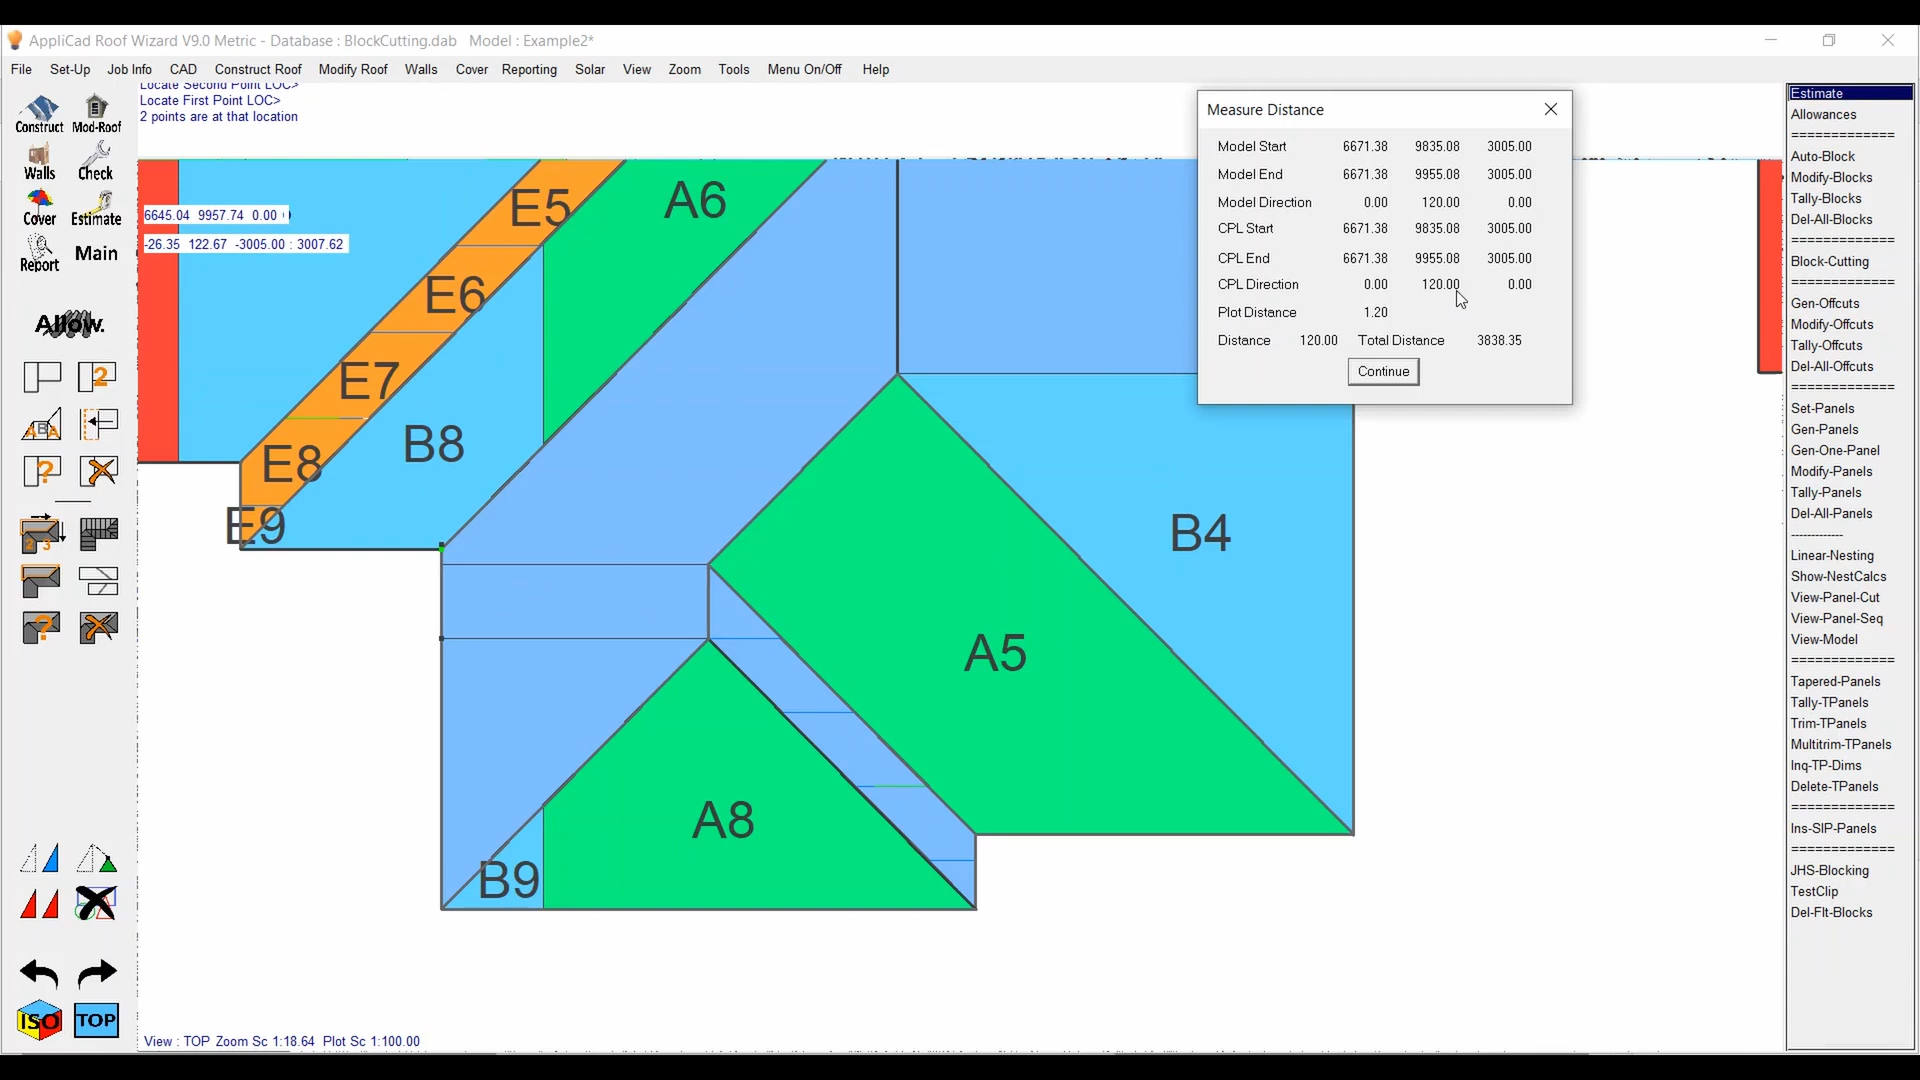 AppliCad Roof Wizard V9.0 Metric - Database : BlockCutting.dab Model : Example2*
File Set-Up Job Info CAD Construct Roof Modify Roof Walls Cover Reporting Solar View Zoom Tools Menu On/Off Help
Locate Second Point LOC>
Locate First Point LOC>
2 points are at that location
Construct Mod-Roof
Walls Check
Cover Estimate
Report Main
Allow.
2
A B A
?
2 3
?
ISO TOP
6645.04 9957.74 0.00
-26.35 122.67 -3005.00 : 3007.62
E5
A6
E6
E7
B8
E8
E9
B4
A5
A8
B9
Measure Distance
Model Start 6671.38 9835.08 3005.00
Model End 6671.38 9955.08 3005.00
Model Direction 0.00 120.00 0.00
CPL Start 6671.38 9835.08 3005.00
CPL End 6671.38 9955.08 3005.00
CPL Direction 0.00 120.00 0.00
Plot Distance 1.20
Distance 120.00 Total Distance 3838.35
Continue
Estimate
Allowances
=============
Auto-Block
Modify-Blocks
Tally-Blocks
Del-All-Blocks
=============
Block-Cutting
=============
Gen-Offcuts
Modify-Offcuts
Tally-Offcuts
Del-All-Offcuts
=============
Set-Panels
Gen-Panels
Gen-One-Panel
Modify-Panels
Tally-Panels
Del-All-Panels
-------------
Linear-Nesting
Show-NestCalcs
View-Panel-Cut
View-Panel-Seq
View-Model
=============
Tapered-Panels
Tally-TPanels
Trim-TPanels
Multitrim-TPanels
Inq-TP-Dims
Delete-TPanels
=============
Ins-SIP-Panels
=============
JHS-Blocking
TestClip
Del-Flt-Blocks
View : TOP Zoom Sc 1:18.64 Plot Sc 1:100.00